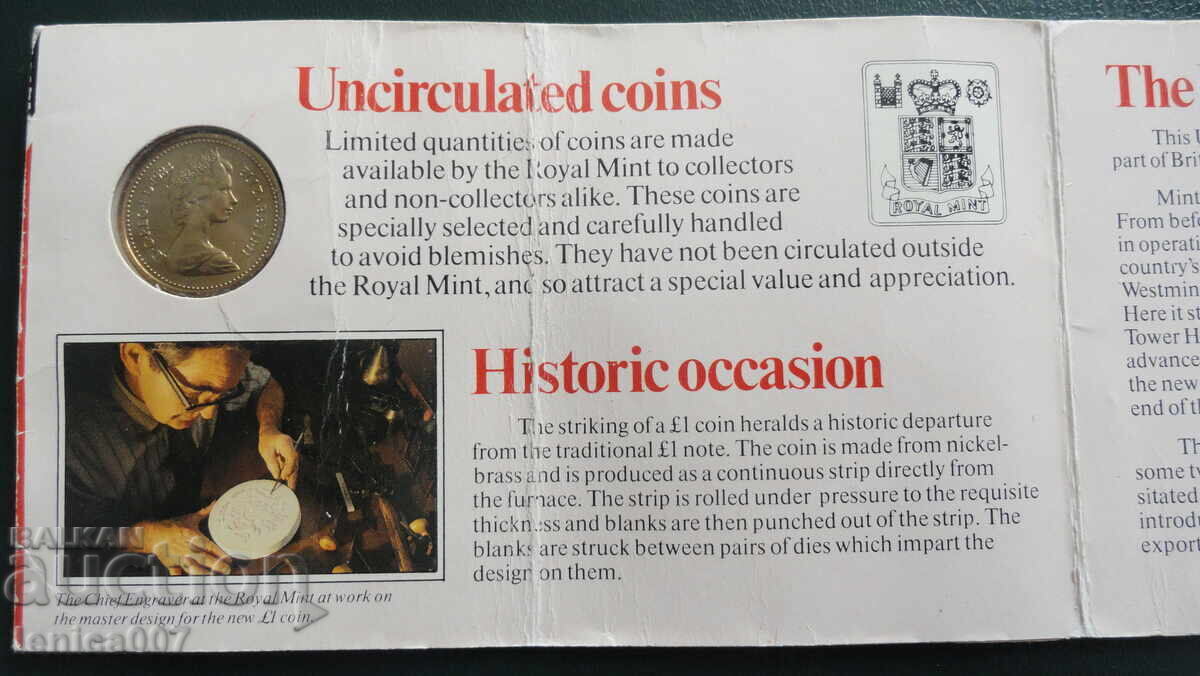 Uncirculated coins
Limited quantities of coins are made
available by the Royal Mint to collectors
and non-collectors alike. These coins are
specially selected and carefully handled
to avoid blemishes. They have not been circulated outside
the Royal Mint, and so attract a special value and appreciation.
ROYAL MINT
Historic occasion
The striking of a £1 coin heralds a historic departure
from the traditional £1 note. The coin is made from nickel-
brass and is produced as a continuous strip directly from
the furnace. The strip is rolled under pressure to the requisite
thickness and blanks are then punched out of the strip. The
blanks are struck between pairs of dies which impart the
design on them.
The Chief Engraver at the Royal Mint at work on
the master design for the new £1 coin.
The
This U
part of Brit
Mint
From befo
in operati
country's
Westmin
Here it st
Tower H
advance
the new
end of th
Th
some tv
sitated
introd
export
BALKAN
auction
lenica007